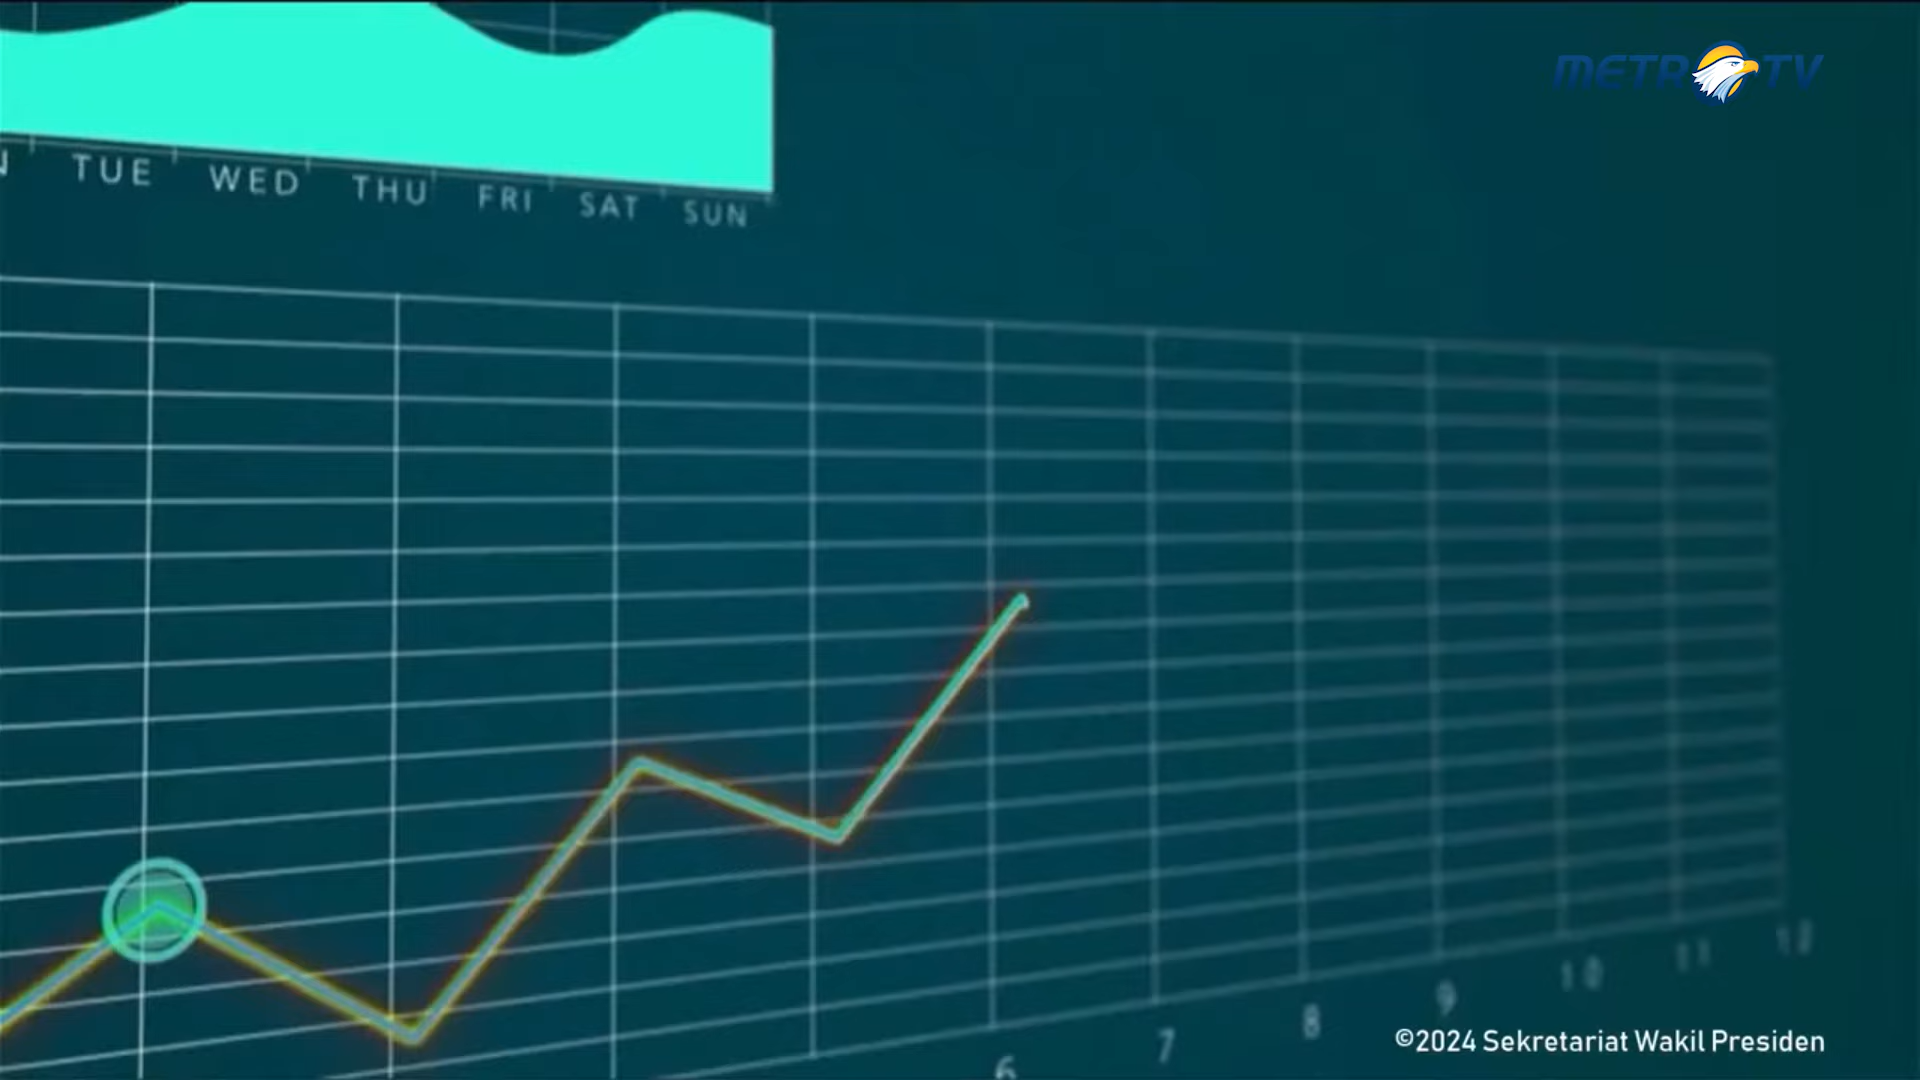 METRO TV
TUE WED THU FRI SAT SUN
6 7 8 9 10 11 12
©2024 Sekretariat Wakil Presiden